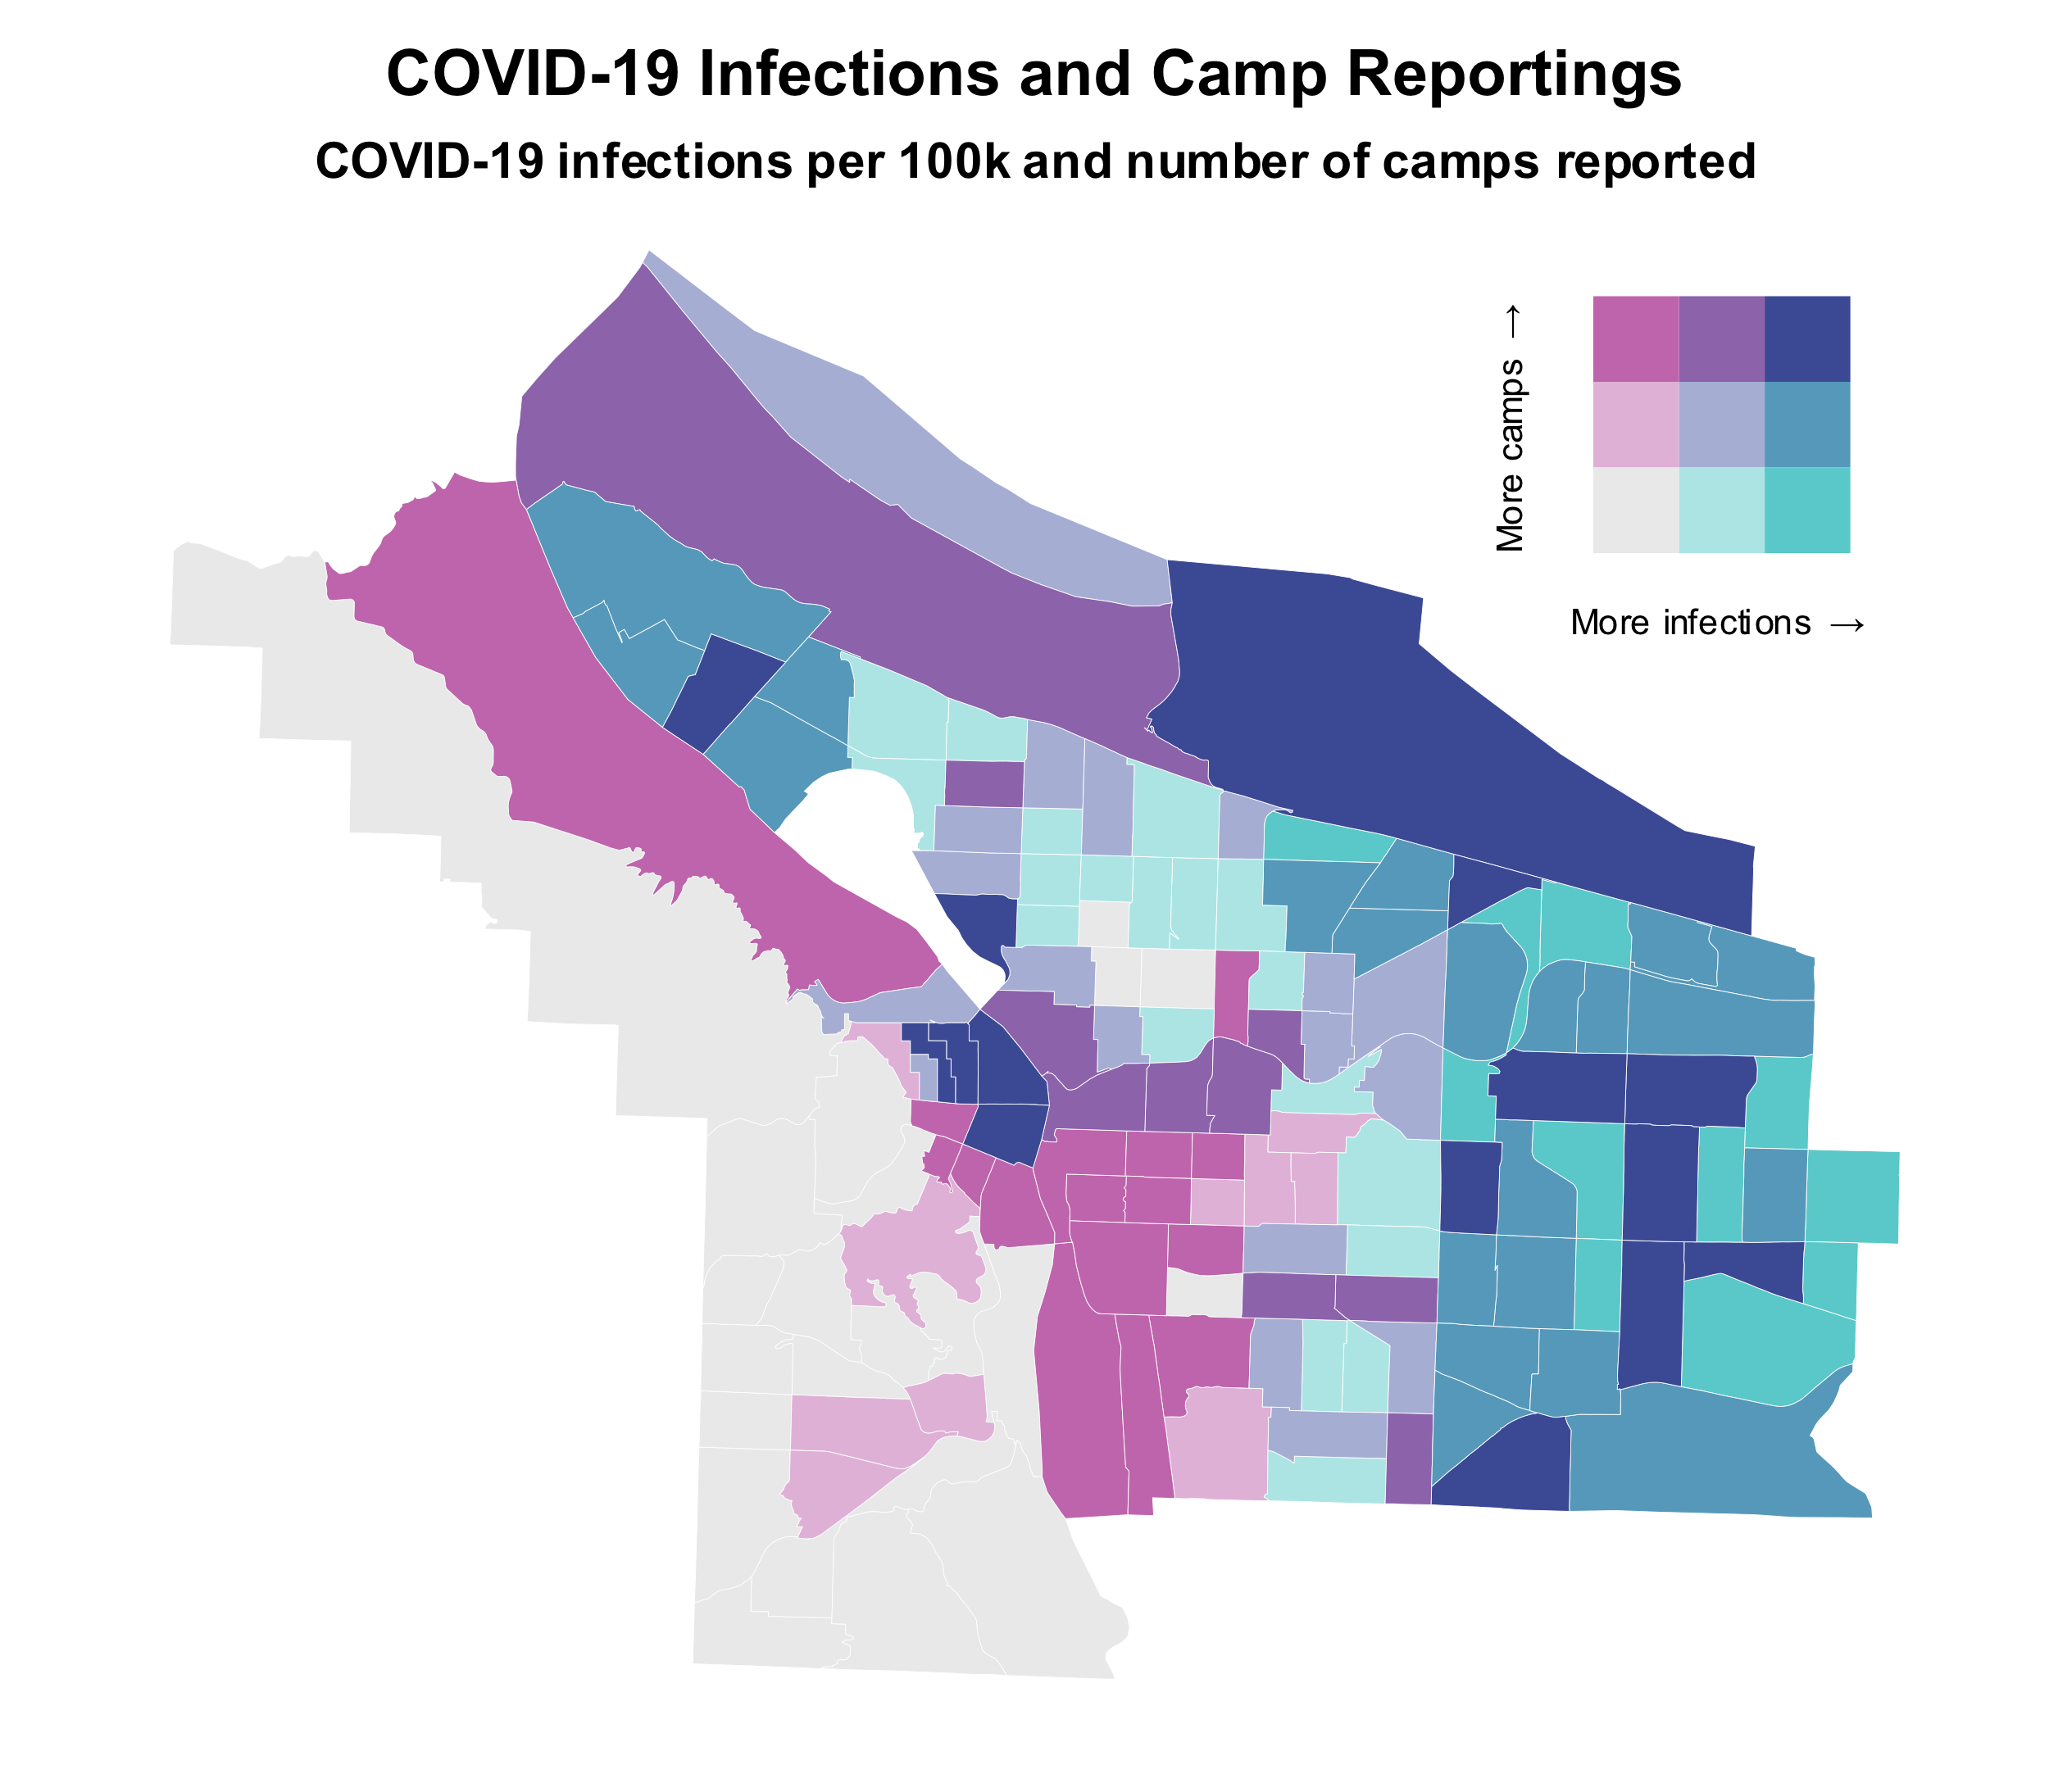 COVID-19 Infections and Camp Reportings
COVID-19 infections per 100k and number of camps reported
More camps →
More infections →